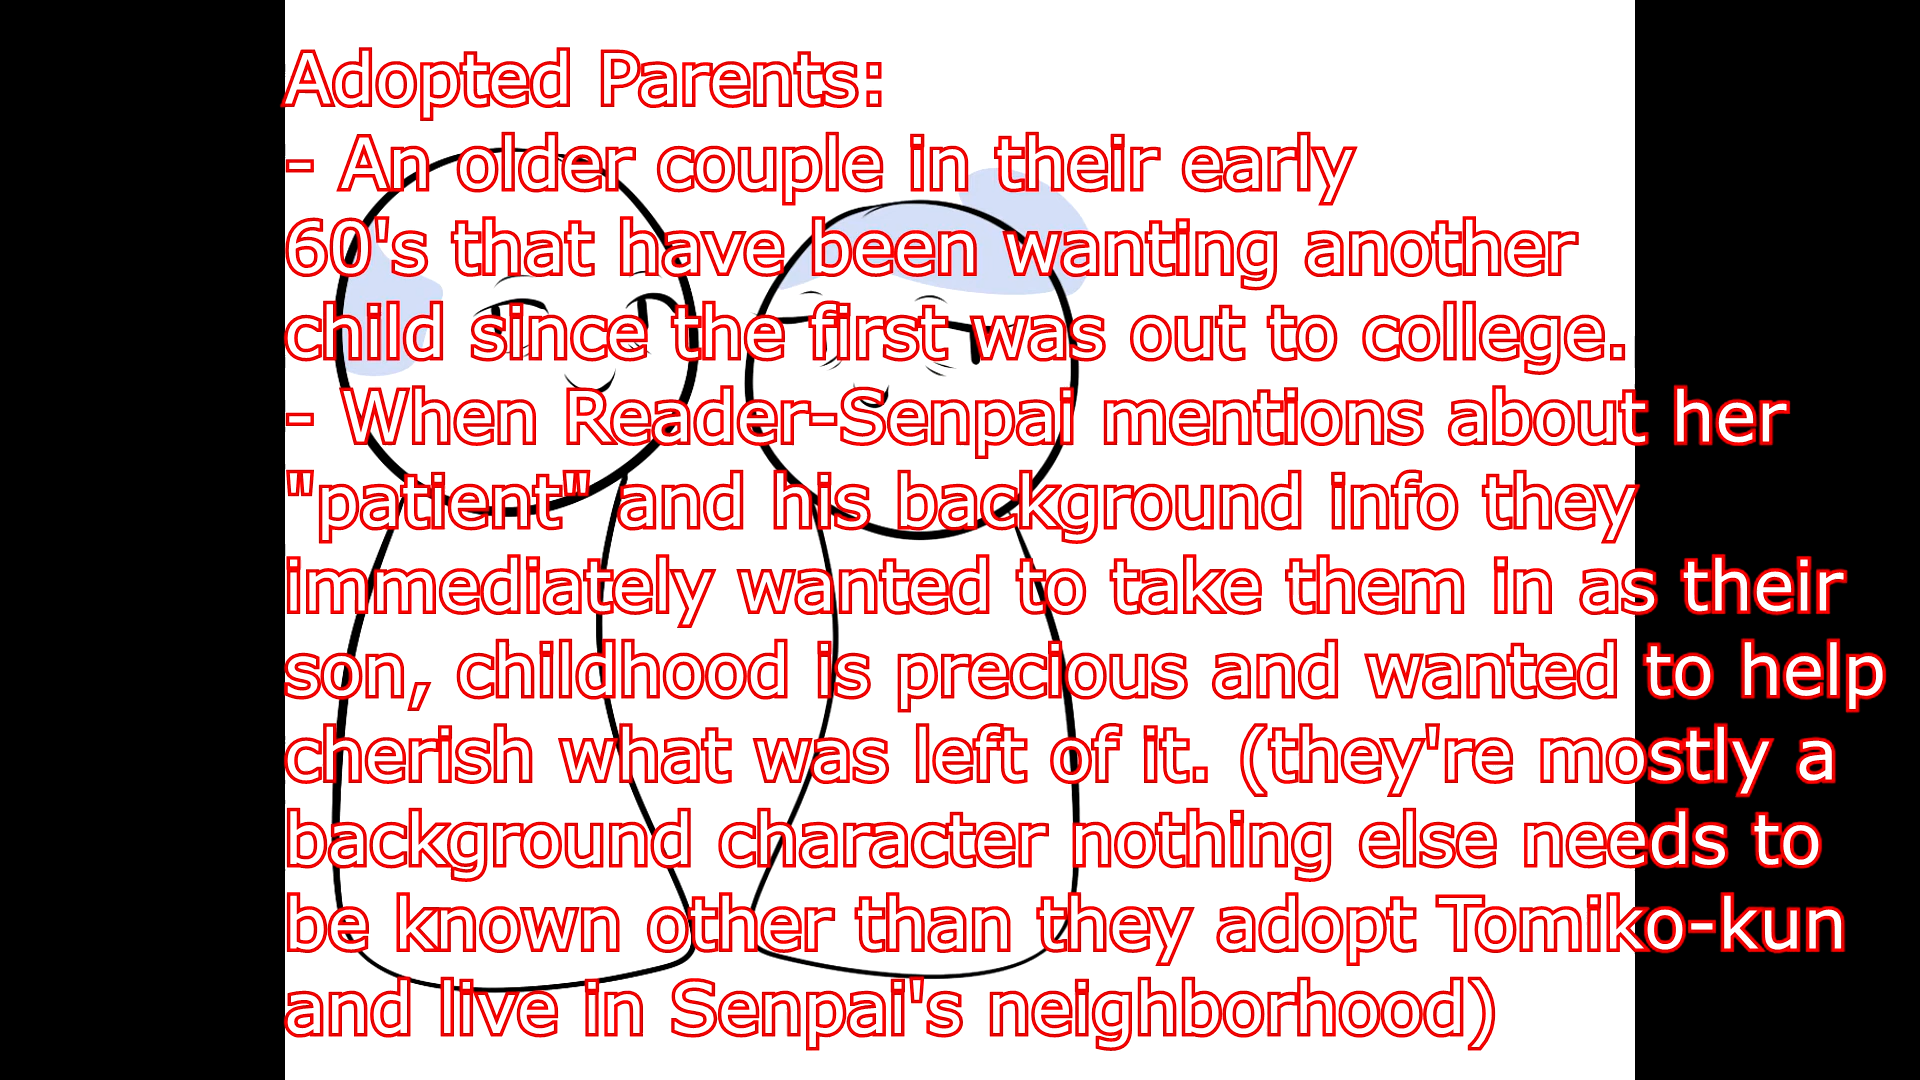 Adopted Parents:
- An older couple in their early
60's that have been wanting another
child since the first was out to college.
- When Reader-Senpai mentions about her
"patient" and his background info they
immediately wanted to take them in as their
son, childhood is precious and wanted to help
cherish what was left of it. (they're mostly a
background character nothing else needs to
be known other than they adopt Tomiko-kun
and live in Senpai's neighborhood)